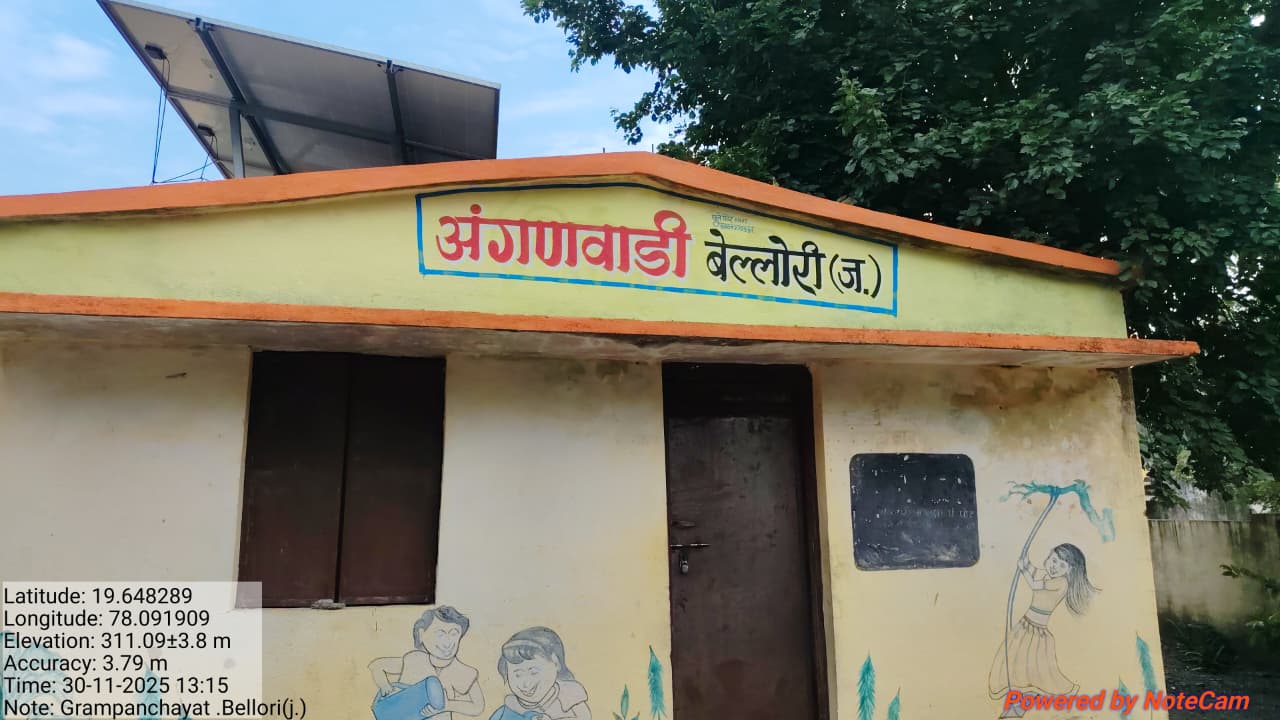 अंगणवाडी बेल्लोरी (ज.)
Latitude: 19.648289
Longitude: 78.091909
Elevation: 311.09±3.8 m
Accuracy: 3.79 m
Time: 30-11-2025 13:15
Note: Grampanchayat .Bellori(j.)
Powered by NoteCam